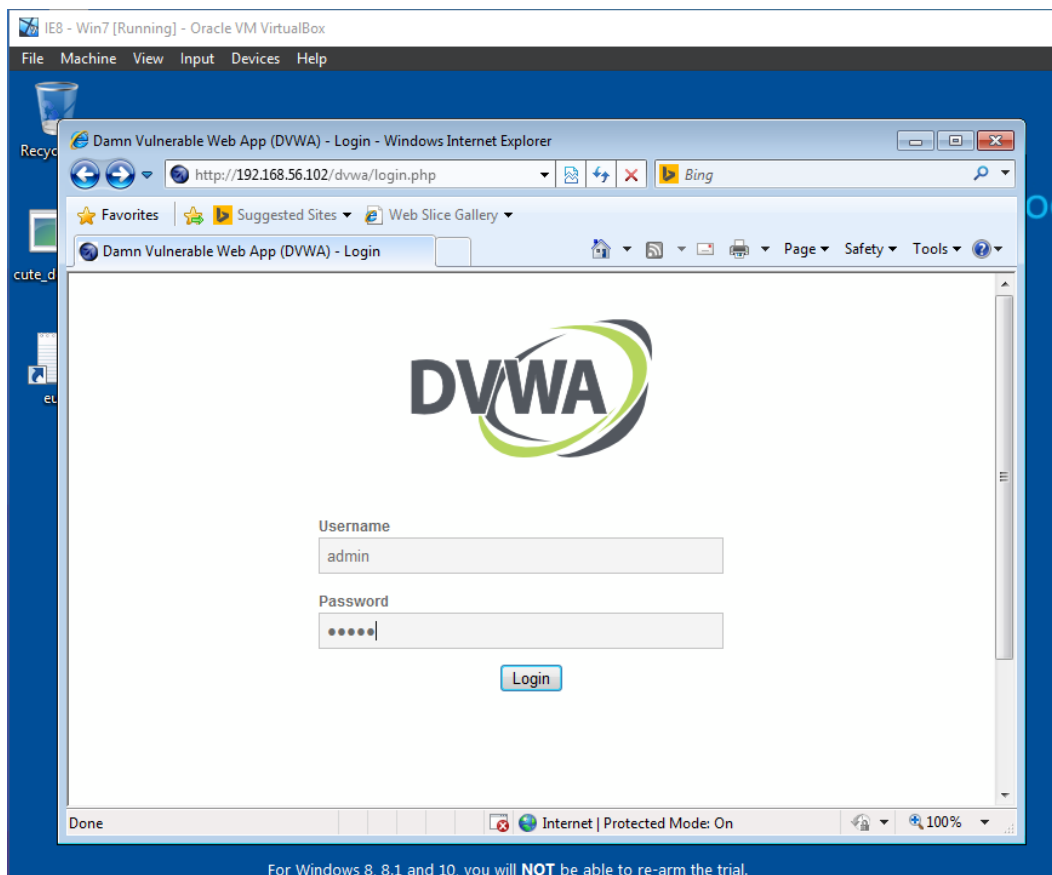 IE8 - Win7 [Running] - Oracle VM VirtualBox
File Machine View Input Devices Help
Damn Vulnerable Web App (DVWA) - Login - Windows Internet Explorer
http://192.168.56.102/dvwa/login.php Bing
Favorites Suggested Sites Web Slice Gallery
Damn Vulnerable Web App (DVWA) - Login Page Safety Tools
DVWA
Username
admin
Password
Login
Done Internet | Protected Mode: On 100%
For Windows 8, 8.1 and 10, you will NOT be able to re-arm the trial.